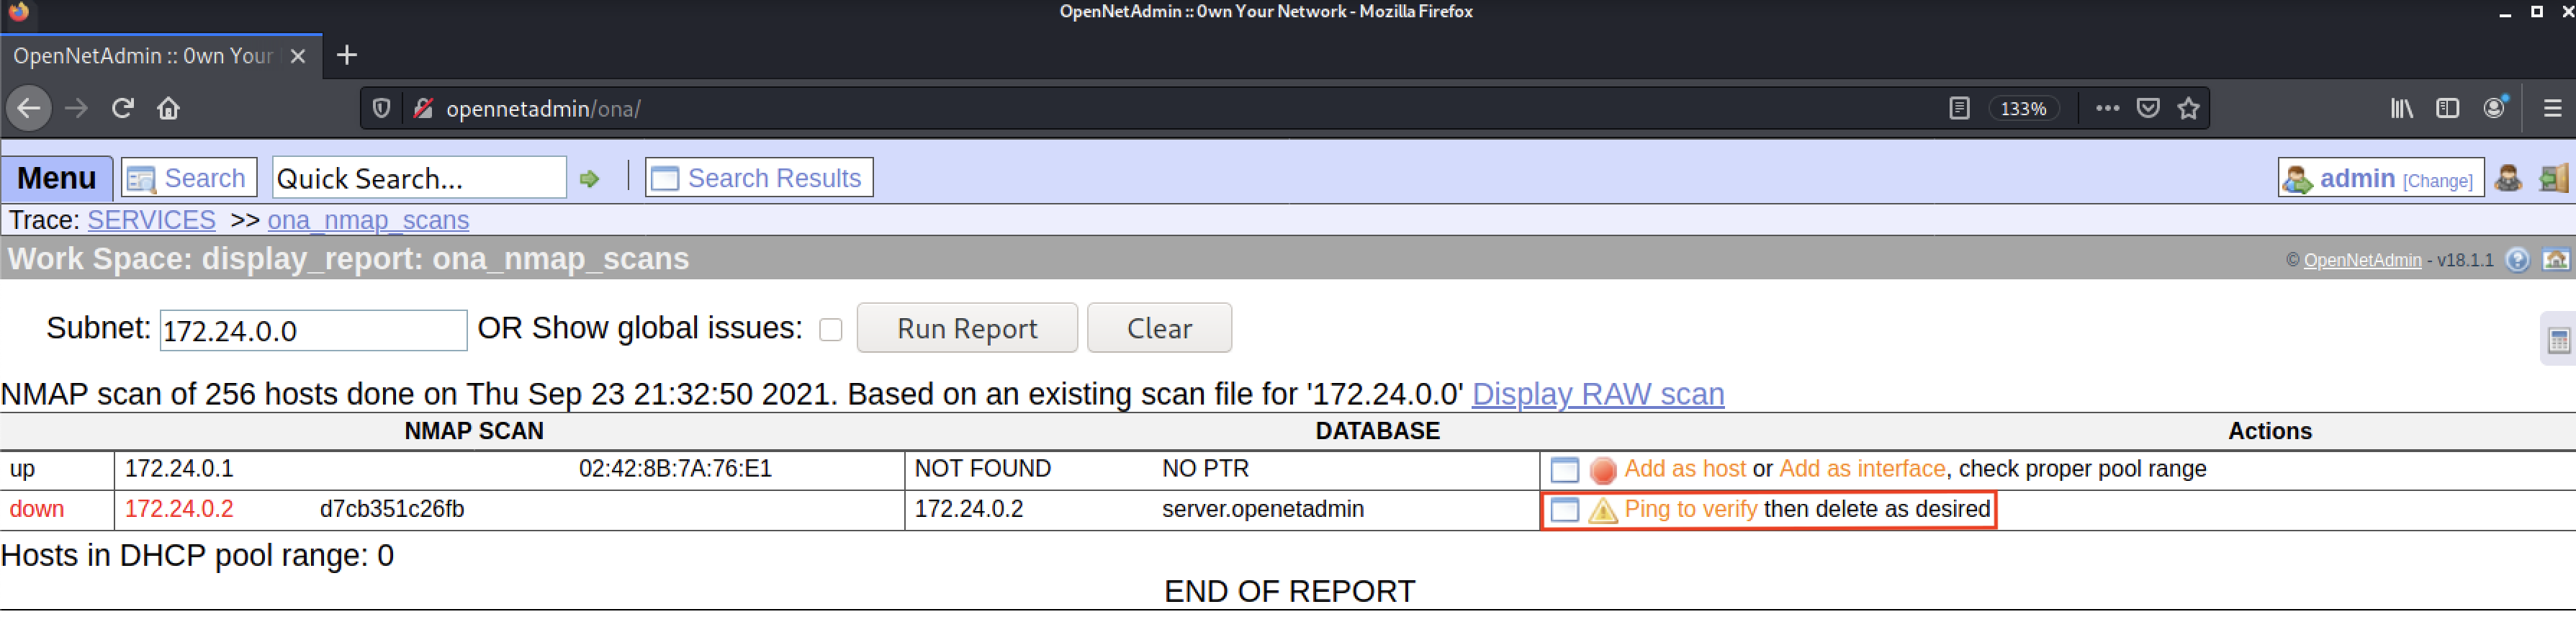 OpenNetAdmin :: 0wn Your Network - Mozilla Firefox
OpenNetAdmin :: 0wn Your
opennetadmin/ona/ 133%
Menu Search Quick Search... Search Results admin [Change]
Trace: SERVICES >> ona_nmap_scans
Work Space: display_report: ona_nmap_scans © OpenNetAdmin - v18.1.1
Subnet: 172.24.0.0 OR Show global issues: Run Report Clear
NMAP scan of 256 hosts done on Thu Sep 23 21:32:50 2021. Based on an existing scan file for '172.24.0.0' Display RAW scan
NMAP SCAN DATABASE Actions
up 172.24.0.1 02:42:8B:7A:76:E1 NOT FOUND NO PTR Add as host or Add as interface, check proper pool range
down 172.24.0.2 d7cb351c26fb 172.24.0.2 server.openetadmin Ping to verify then delete as desired
Hosts in DHCP pool range: 0
END OF REPORT